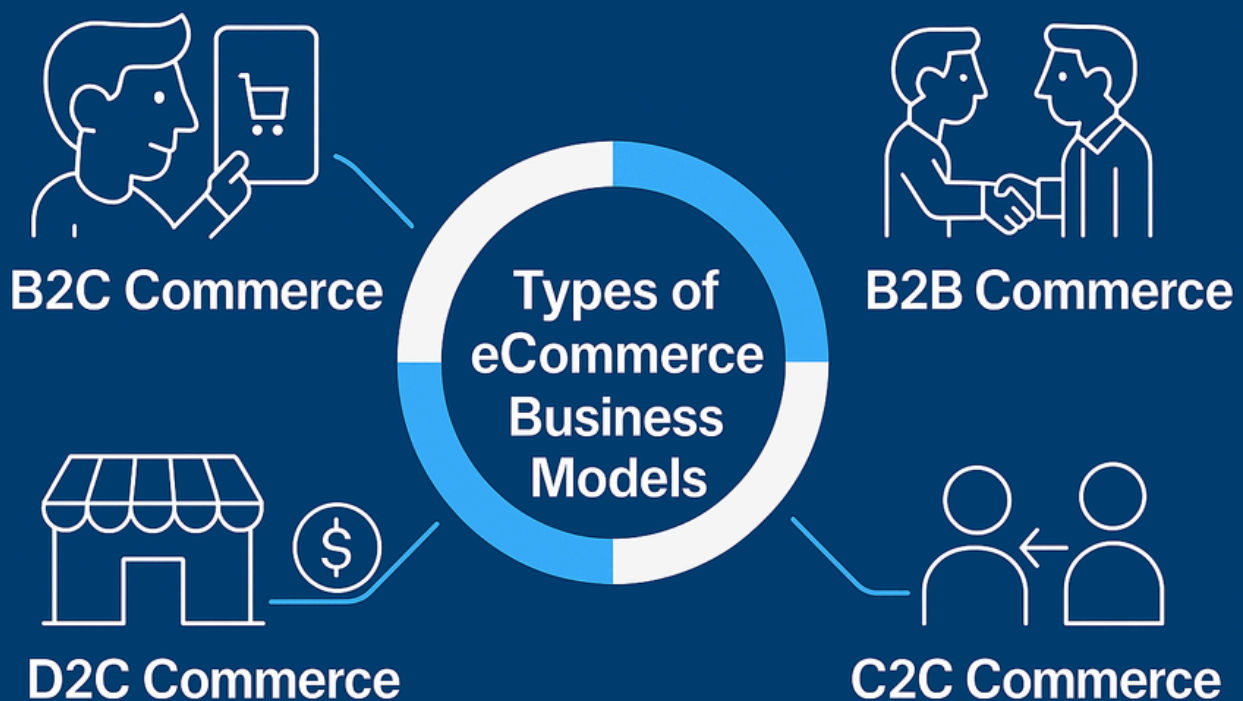 B2C Commerce
B2B Commerce
Types of
eCommerce
Business
Models
$
D2C Commerce
C2C Commerce